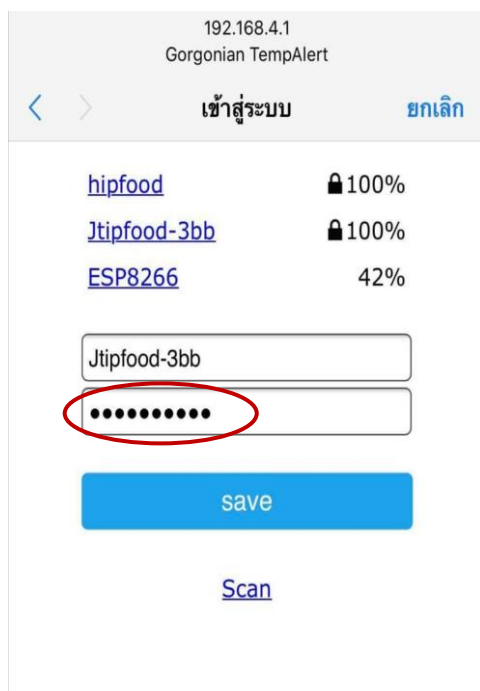 192.168.4.1
Gorgonian TempAlert
เข้าสู่ระบบ ยกเลิก
hipfood 100%
Jtipfood-3bb 100%
ESP8266 42%
Jtipfood-3bb
●●●●●●●●●●
save
Scan